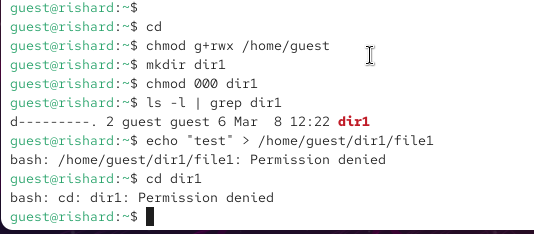 guest@rishard:~$
guest@rishard:~$ cd
guest@rishard:~$ chmod g+rwx /home/guest
guest@rishard:~$ mkdir dir1
guest@rishard:~$ chmod 000 dir1
guest@rishard:~$ ls -l | grep dir1
d---------. 2 guest guest 6 Mar  8 12:22 dir1
guest@rishard:~$ echo "test" > /home/guest/dir1/file1
bash: /home/guest/dir1/file1: Permission denied
guest@rishard:~$ cd dir1
bash: cd: dir1: Permission denied
guest@rishard:~$